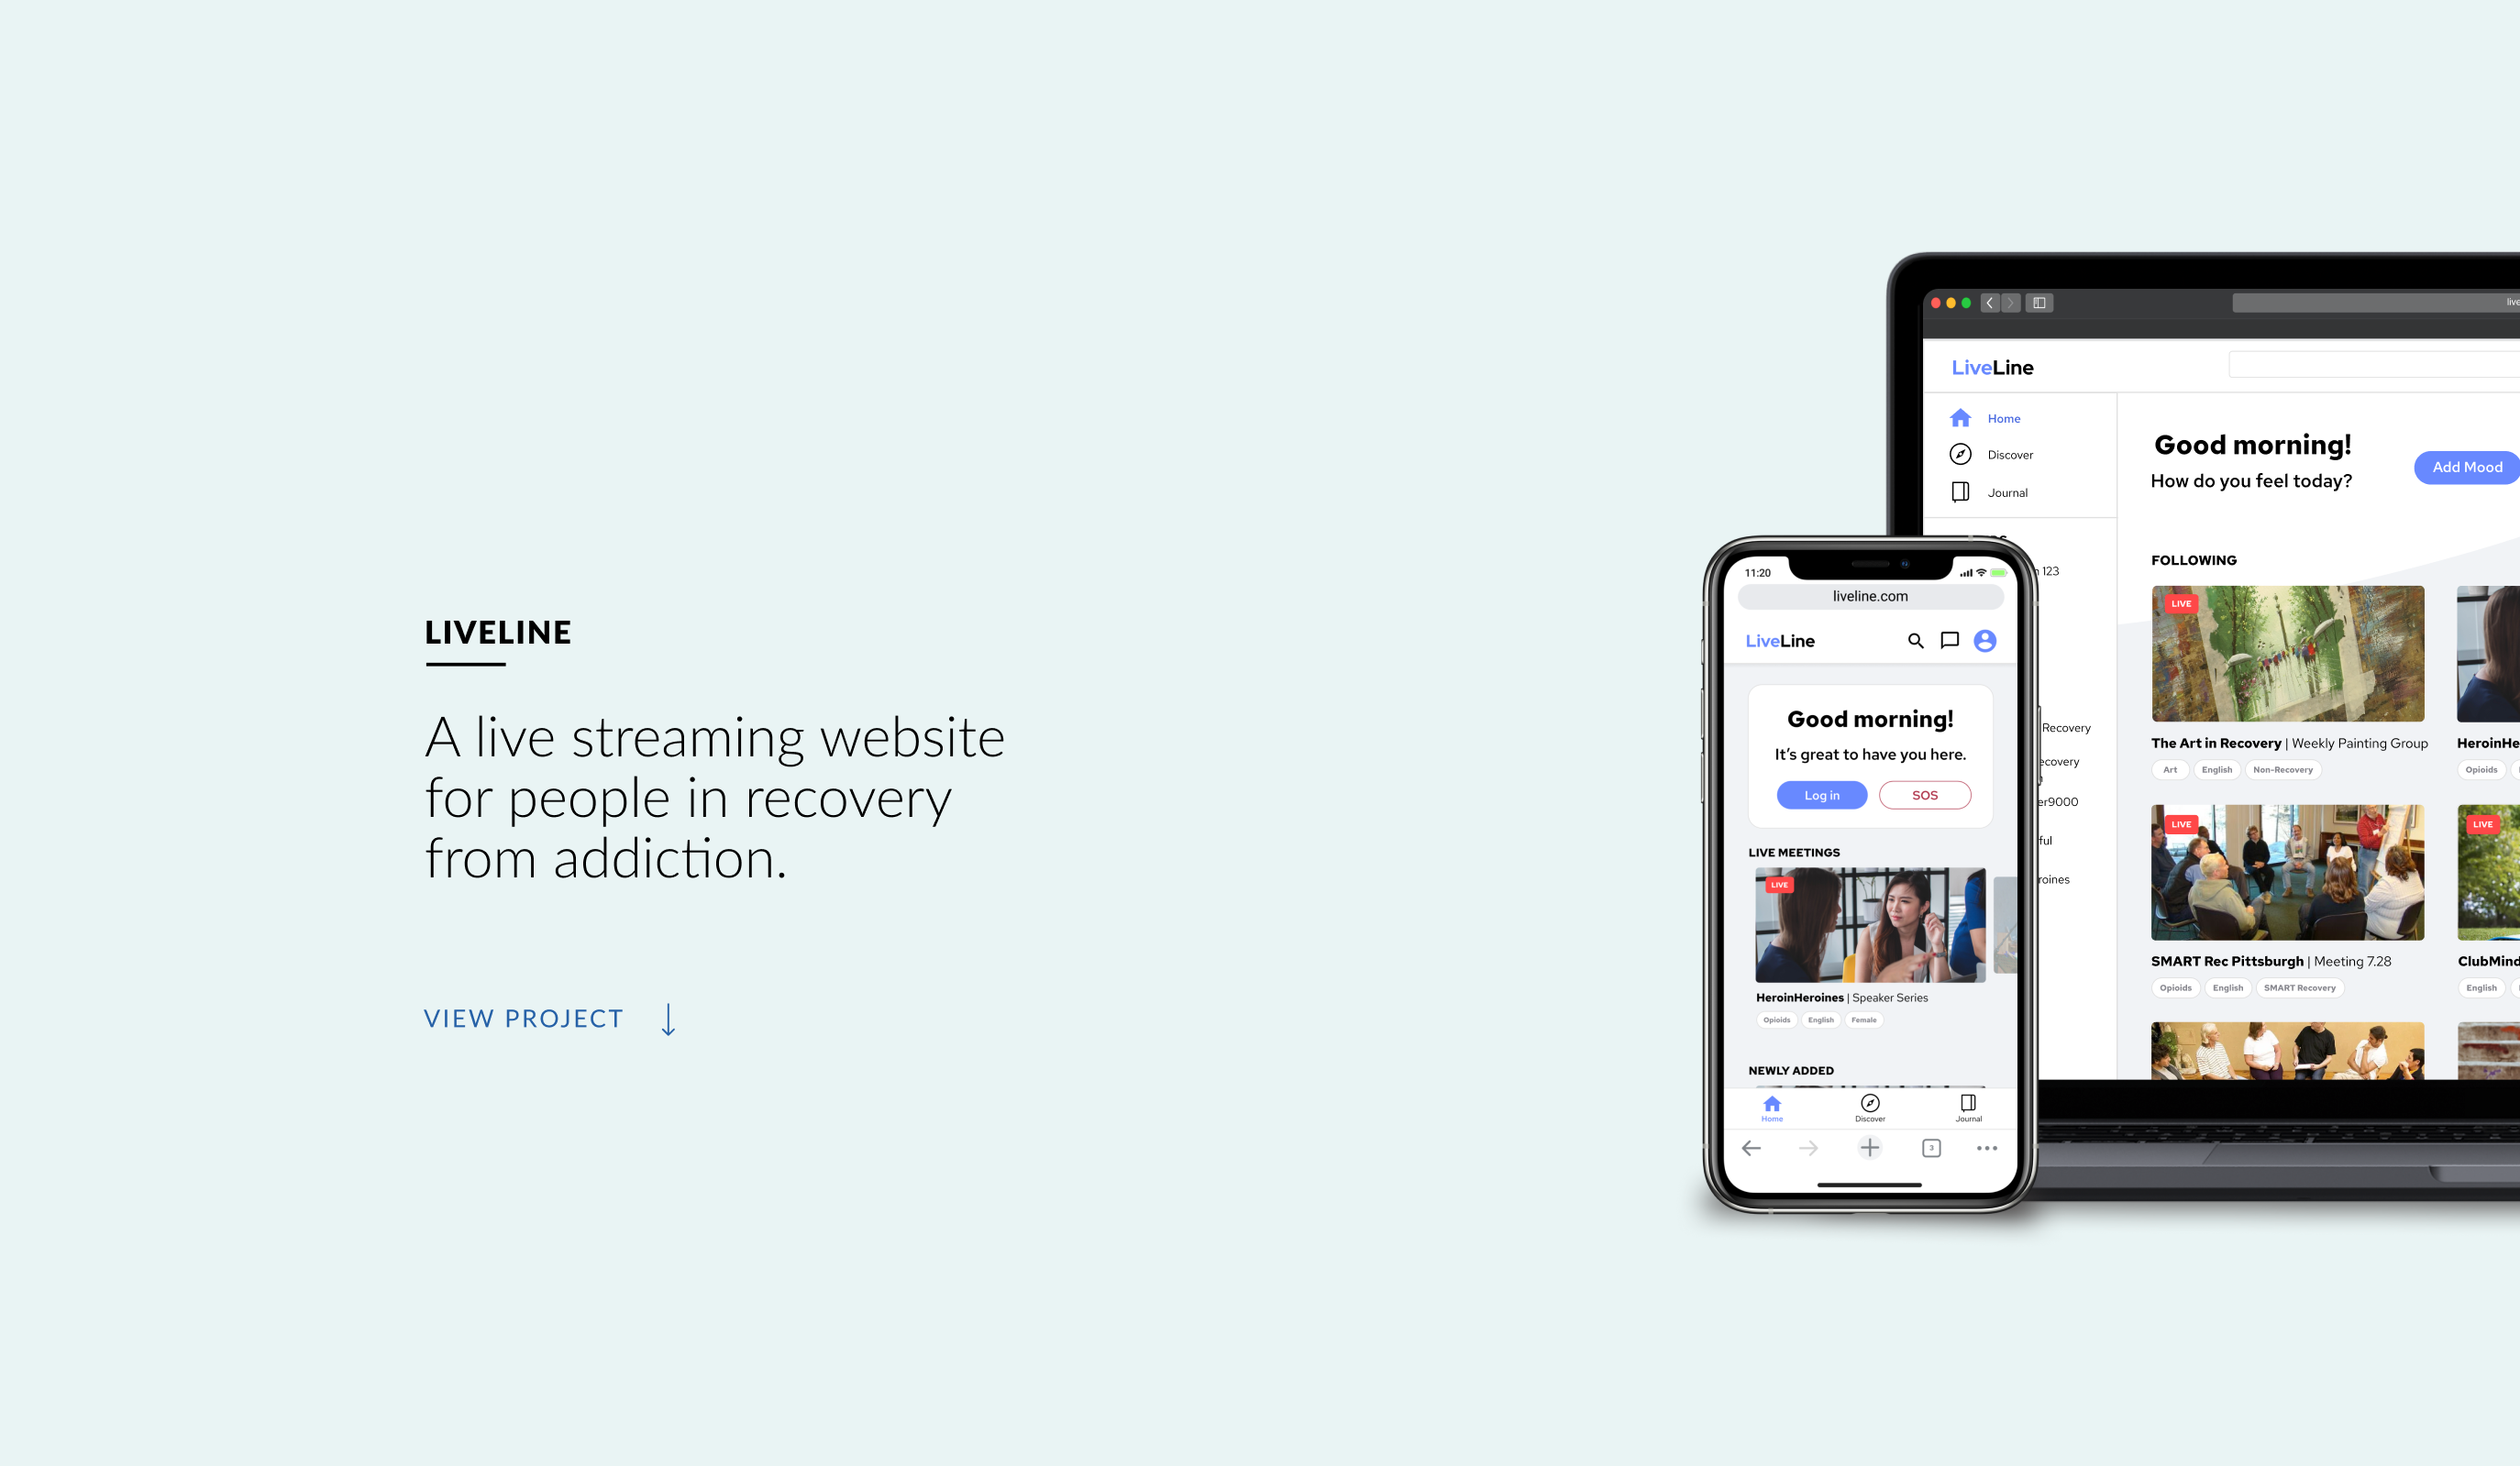 LIVELINE
A live streaming website
for people in recovery
from addiction.
VIEW PROJECT
LiveLine
Home
Discover
Journal
123
Recovery
ful
Good morning!
How do you feel today?
Add Mood
FOLLOWING
LIVE
The Art in Recovery | Weekly Painting Group
Art English Non-Recovery
Opioids
LIVE
SMART Rec Pittsburgh | Meeting 7.28
Opioids English SMART Recovery
LIVE
English
11:20
liveline.com
LiveLine
Good morning!
It's great to have you here.
Log in SOS
LIVE MEETINGS
LIVE
HeroinHeroines | Speaker Series
Opioids English Female
NEWLY ADDED
Home Discover Journal
3